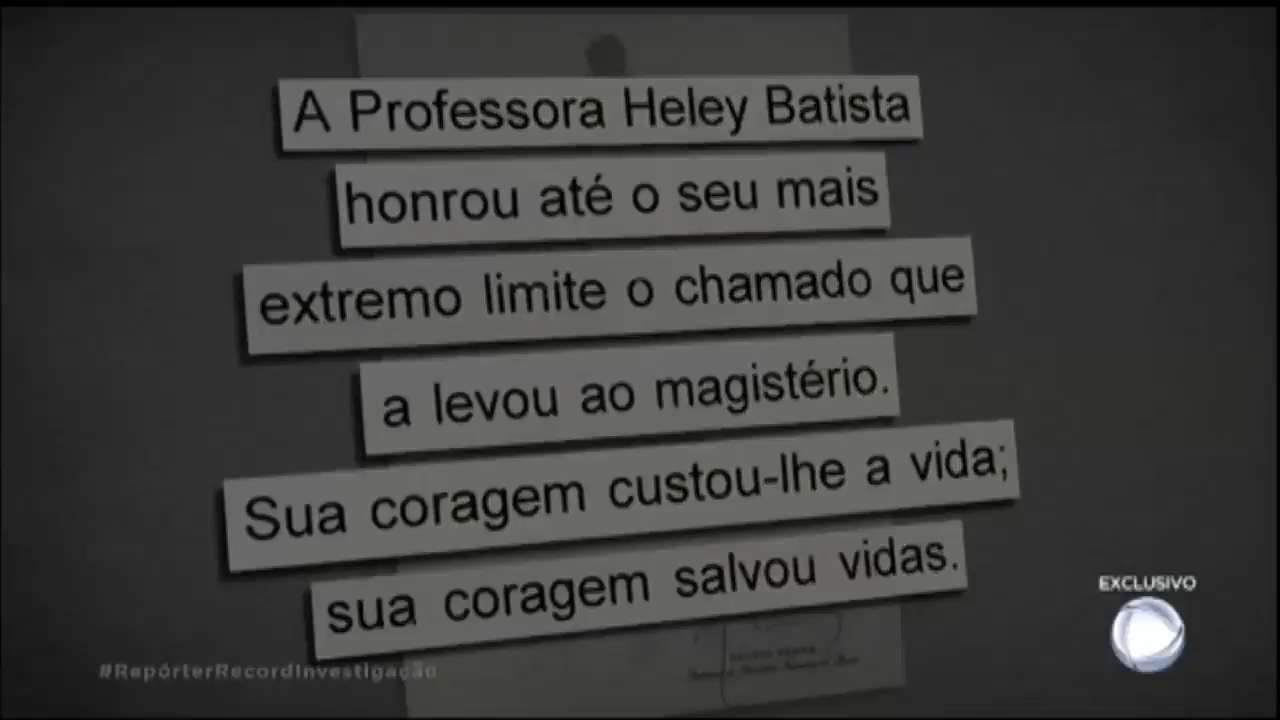 A Professora Heley Batista
honrou até o seu mais
extremo limite o chamado que
a levou ao magistério.
Sua coragem custou-lhe a vida;
sua coragem salvou vidas.
EXCLUSIVO
#RepórterRecordInvestigação